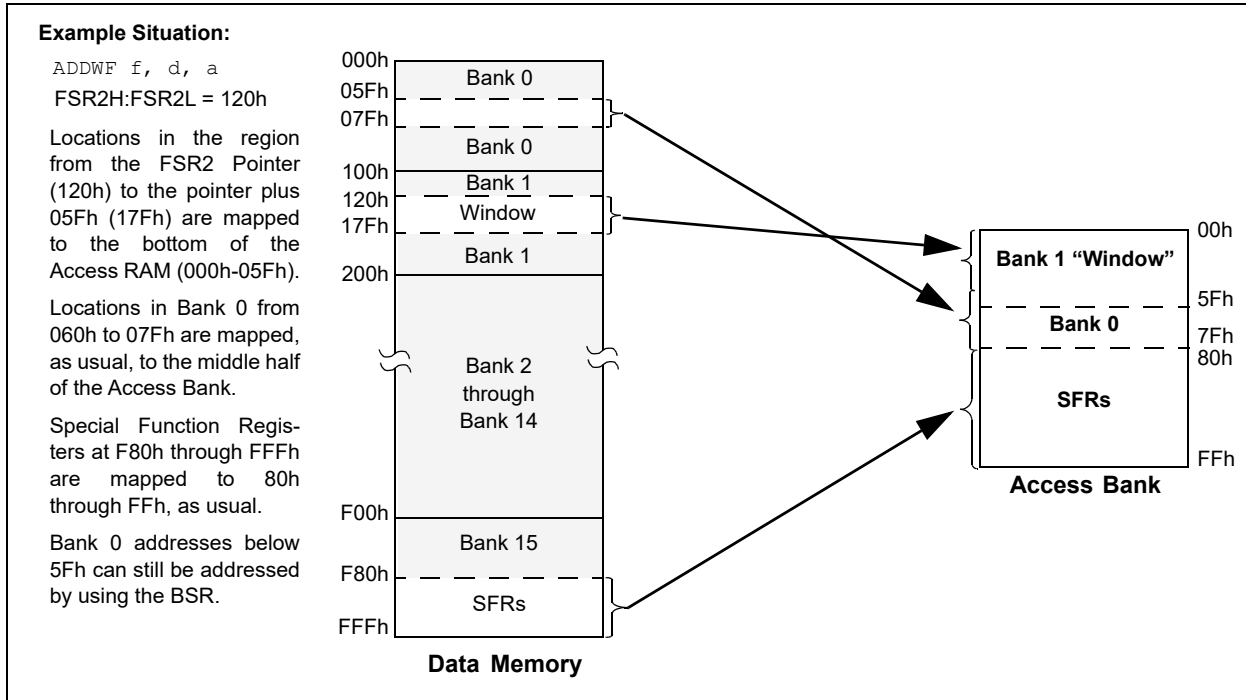 Example Situation:
ADDWF f, d, a
FSR2H:FSR2L = 120h
Locations in the region
from the FSR2 Pointer
(120h) to the pointer plus
05Fh (17Fh) are mapped
to the bottom of the
Access RAM (000h-05Fh).
Locations in Bank 0 from
060h to 07Fh are mapped,
as usual, to the middle half
of the Access Bank.
Special Function Regis-
ters at F80h through FFFh
are mapped to 80h
through FFh, as usual.
Bank 0 addresses below
5Fh can still be addressed
by using the BSR.
000h
Bank 0
05Fh
07Fh
Bank 0
100h
Bank 1
120h
Window
17Fh
Bank 1
200h
Bank 2
through
Bank 14
F00h
Bank 15
F80h
SFRs
FFFh
Data Memory
00h
Bank 1 “Window”
5Fh
Bank 0
7Fh
80h
SFRs
FFh
Access Bank